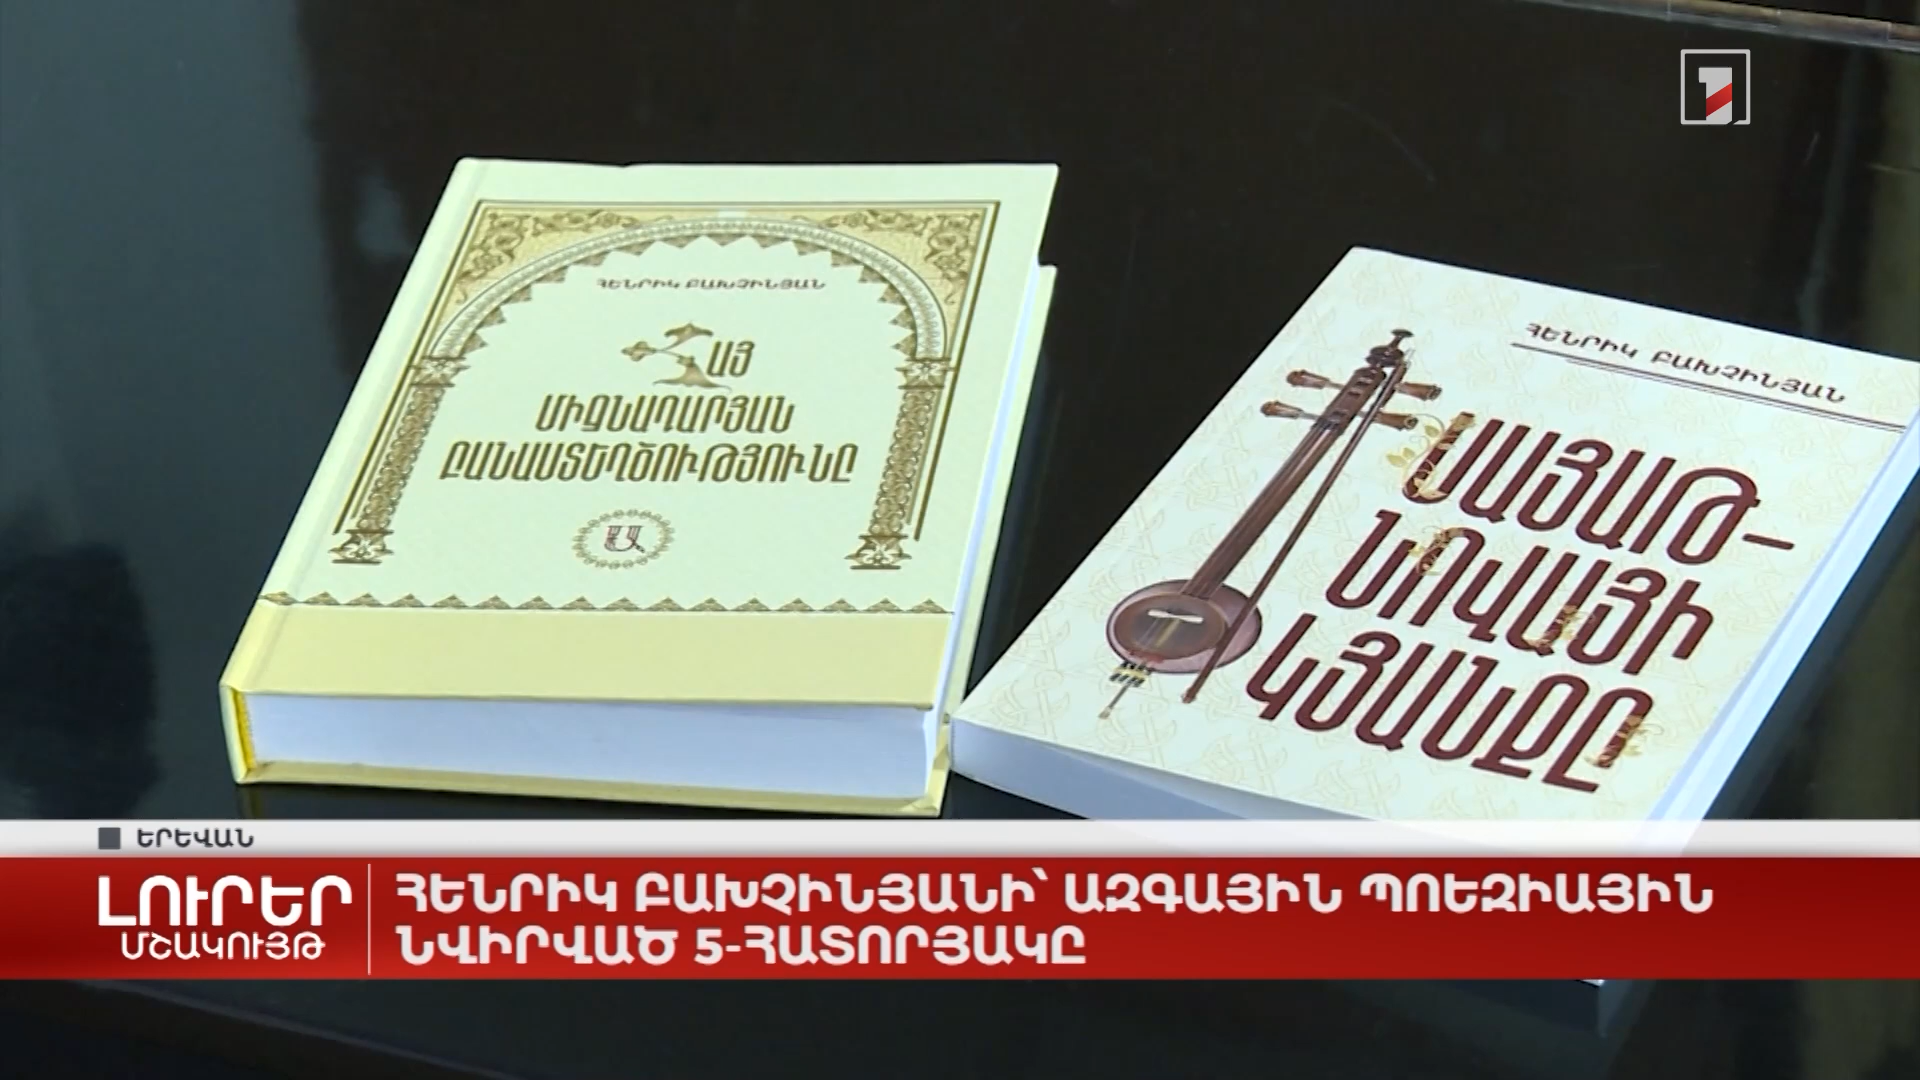 ՀԵՆՐԻԿ ԲԱԽՉԻՆՅԱՆ
ՀԱՅ
ՄԻՋՆԱԴԱՐՅԱՆ
ԲԱՆԱՍՏԵՂԾՈՒԹՅՈՒՆԸ
Ա
ՀԵՆՐԻԿ ԲԱԽՉԻՆՅԱՆ
ՍԱՅԱԹ-
ՆՈՎԱՅԻ
ԿՅԱՆՔԸ
1
ԵՐԵՎԱՆ
ԼՈՒՐԵՐ
ՄՇԱԿՈՒՅԹ
ՀԵՆՐԻԿ ԲԱԽՉԻՆՅԱՆԻ՝ ԱԶԳԱՅԻՆ ՊՈԵԶԻԱՅԻՆ
ՆՎԻՐՎԱԾ 5-ՀԱՏՈՐՅԱԿԸ